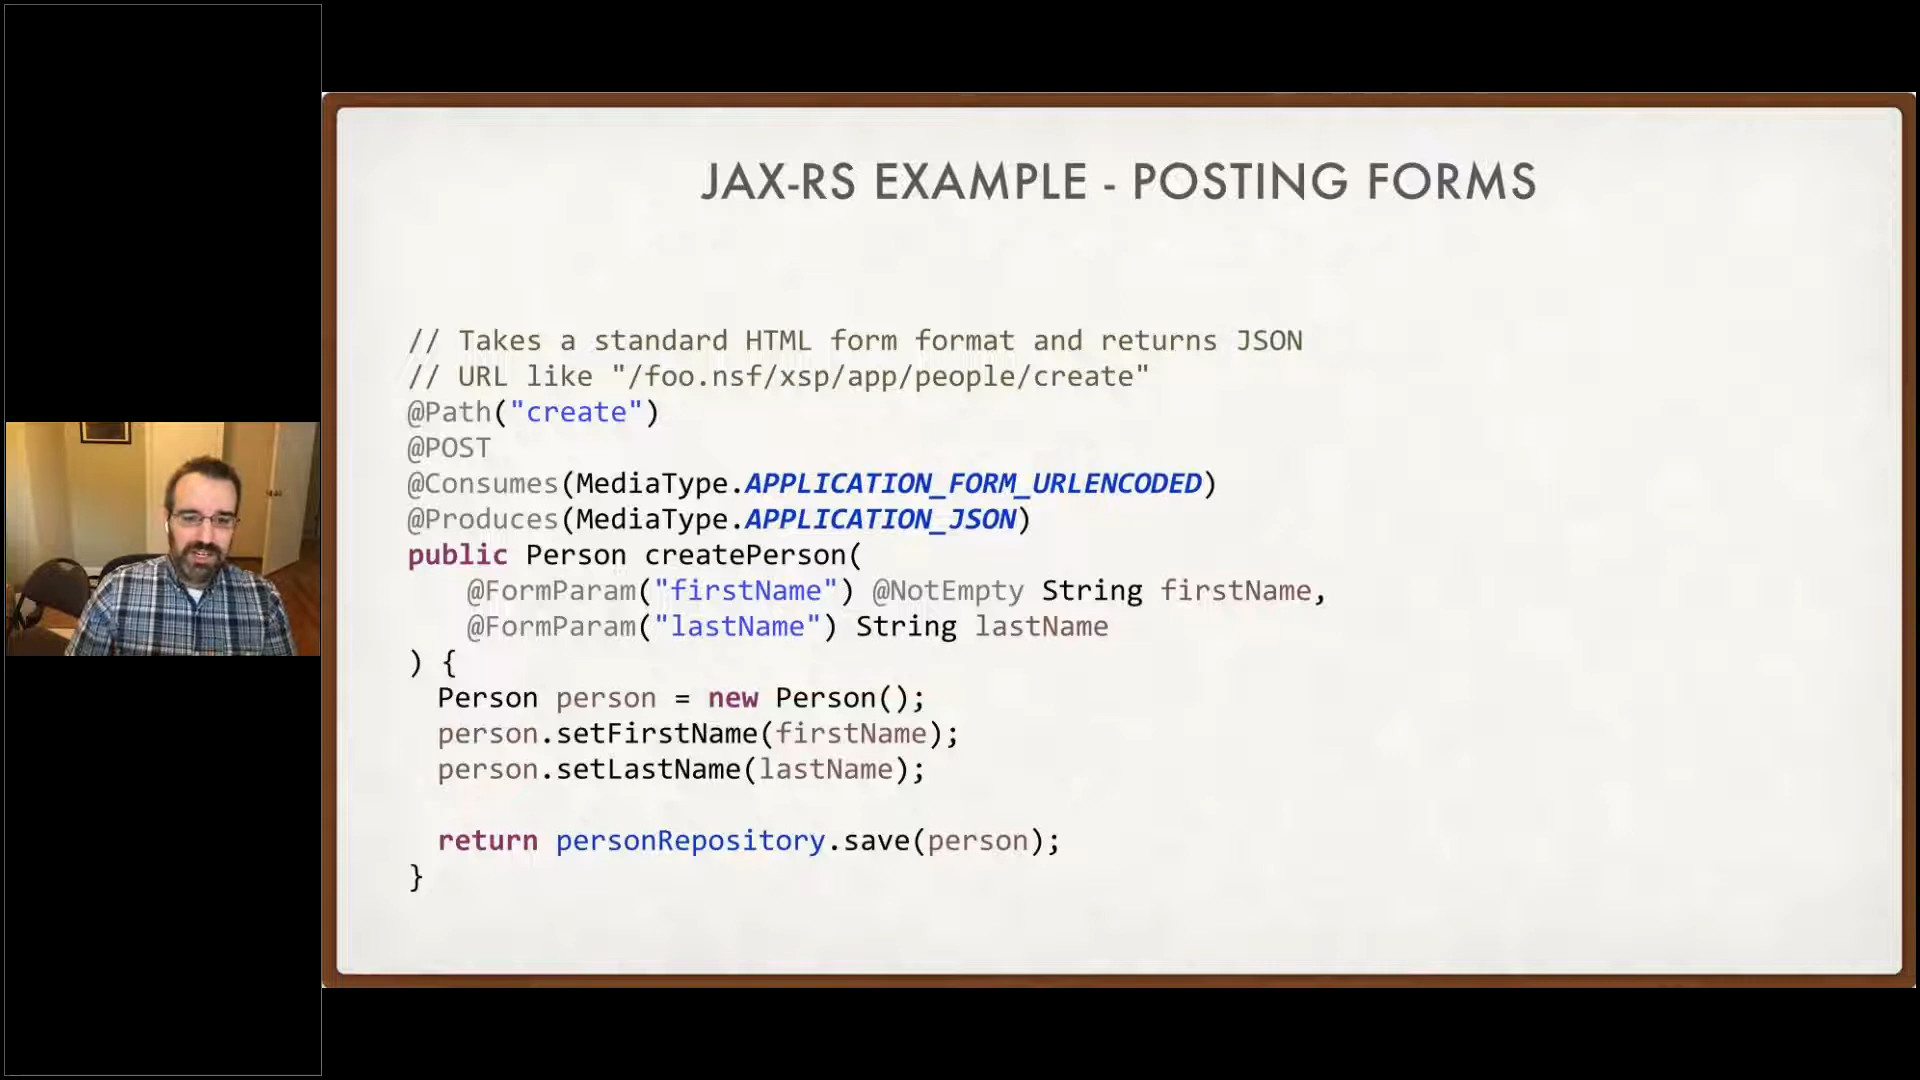 JAX-RS EXAMPLE - POSTING FORMS
// Takes a standard HTML form format and returns JSON
// URL like "/foo.nsf/xsp/app/people/create"
@Path("create")
@POST
@Consumes(MediaType.APPLICATION_FORM_URLENCODED)
@Produces(MediaType.APPLICATION_JSON)
public Person createPerson(
@FormParam("firstName") @NotEmpty String firstName,
@FormParam("lastName") String lastName
) {
Person person = new Person();
person.setFirstName(firstName);
person.setLastName(lastName);
return personRepository.save(person);
}